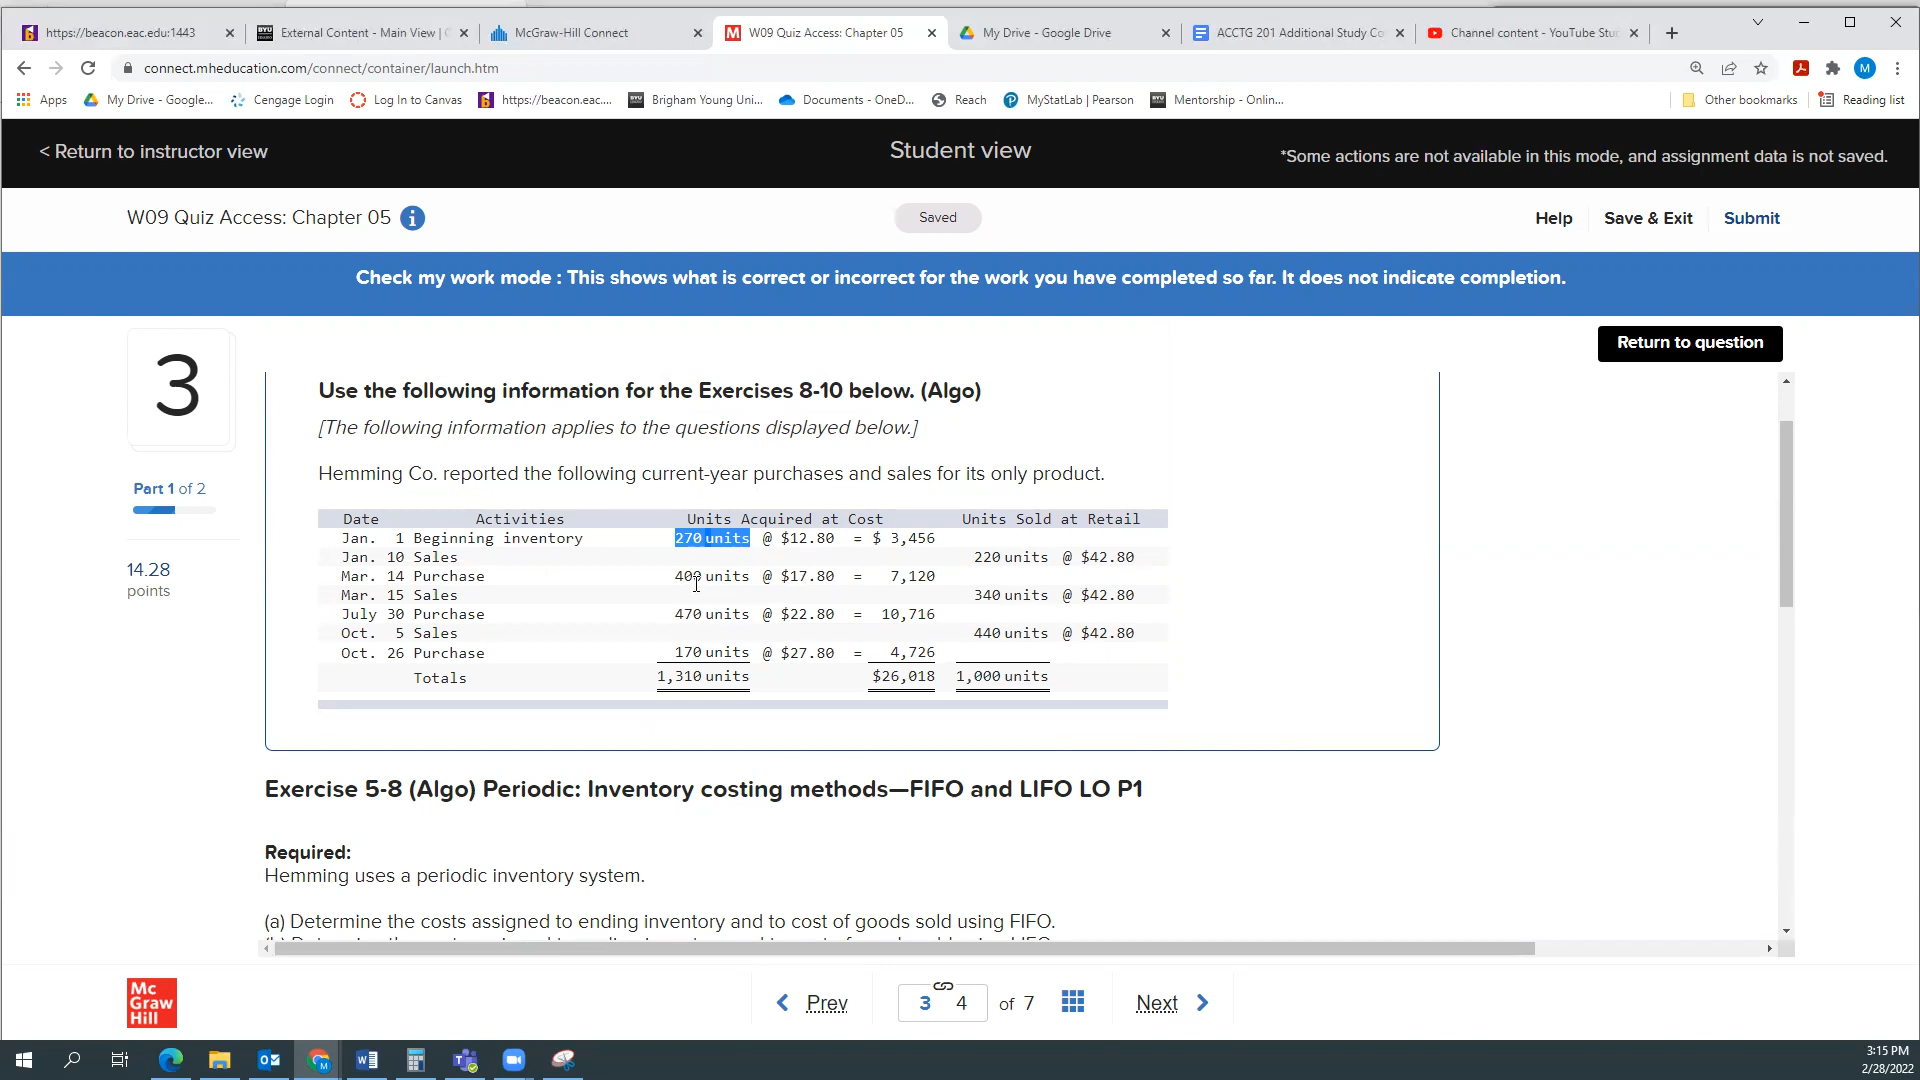 https://beacon.eac.edu:1443
External Content - Main View |
McGraw-Hill Connect
W09 Quiz Access: Chapter 05
My Drive - Google Drive
ACCTG 201 Additional Study Co
Channel content - YouTube Stu
connect.mheducation.com/connect/container/launch.htm
Apps
My Drive - Google...
Cengage Login
Log In to Canvas
https://beacon.eac....
Brigham Young Uni...
Documents - OneD...
Reach
MyStatLab | Pearson
Mentorship - Onlin...
Other bookmarks
Reading list
< Return to instructor view
Student view
*Some actions are not available in this mode, and assignment data is not saved.
W09 Quiz Access: Chapter 05
Saved
Help
Save & Exit
Submit
Check my work mode : This shows what is correct or incorrect for the work you have completed so far. It does not indicate completion.
3
Return to question
Part 1 of 2
14.28
points
Use the following information for the Exercises 8-10 below. (Algo)
[The following information applies to the questions displayed below.]
Hemming Co. reported the following current-year purchases and sales for its only product.
Date Activities Units Acquired at Cost Units Sold at Retail
Jan. 1 Beginning inventory 270 units @ $12.80 = $ 3,456
Jan. 10 Sales 220 units @ $42.80
Mar. 14 Purchase 400 units @ $17.80 = 7,120
Mar. 15 Sales 340 units @ $42.80
July 30 Purchase 470 units @ $22.80 = 10,716
Oct. 5 Sales 440 units @ $42.80
Oct. 26 Purchase 170 units @ $27.80 = 4,726
Totals 1,310 units $26,018 1,000 units
Exercise 5-8 (Algo) Periodic: Inventory costing methods—FIFO and LIFO LO P1
Required:
Hemming uses a periodic inventory system.
(a) Determine the costs assigned to ending inventory and to cost of goods sold using FIFO.
Mc
Graw
Hill
Prev
3 4 of 7
Next
3:15 PM
2/28/2022